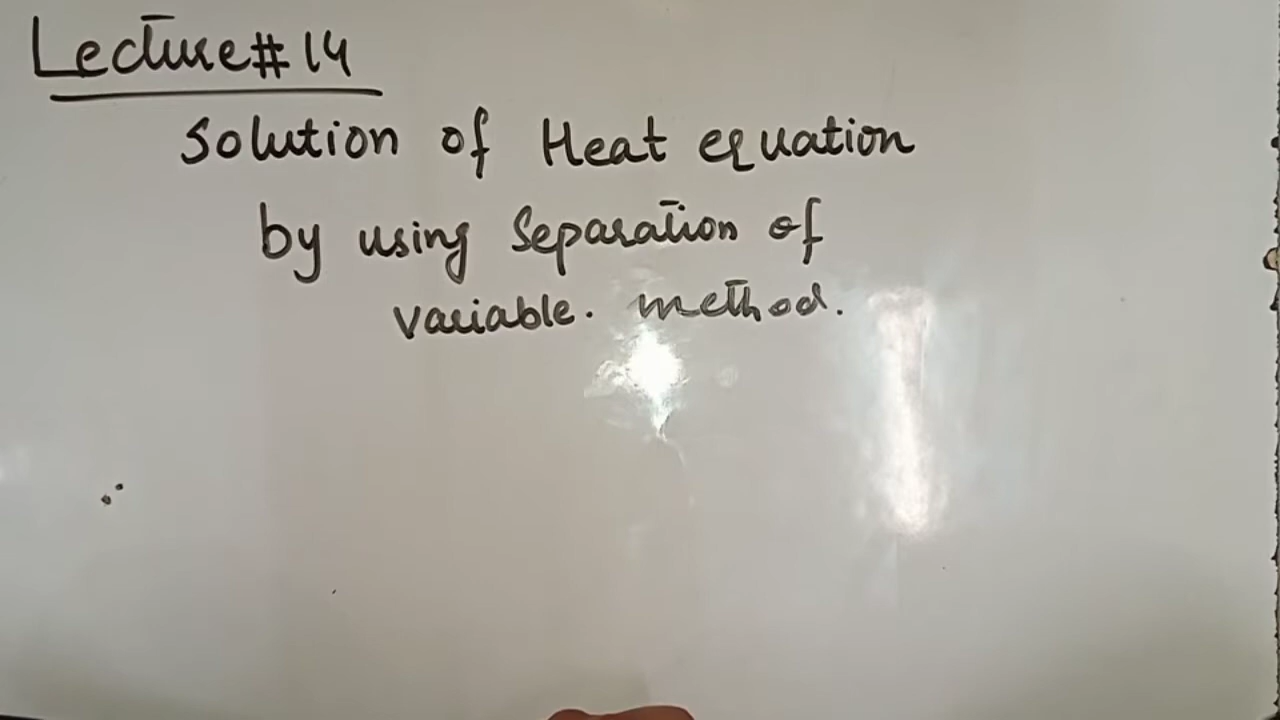 Lecture# 14
Solution of Heat equation
by using Separation of
variable. method.